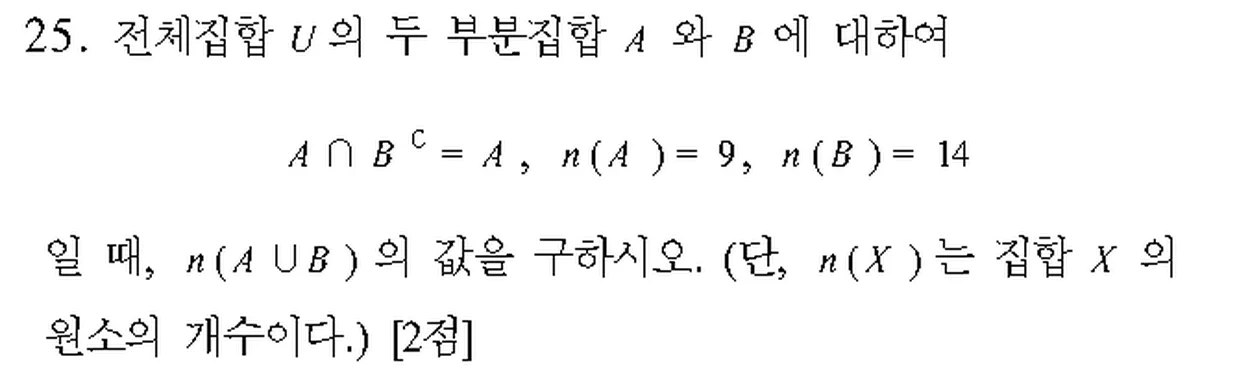 25. 전체집합 U의 두 부분집합 A 와 B 에 대하여
A ∩ B^C = A, n(A) = 9, n(B) = 14
일 때, n(A ∪ B)의 값을 구하시오. (단, n(X)는 집합 X 의
원소의 개수이다.) [2점]